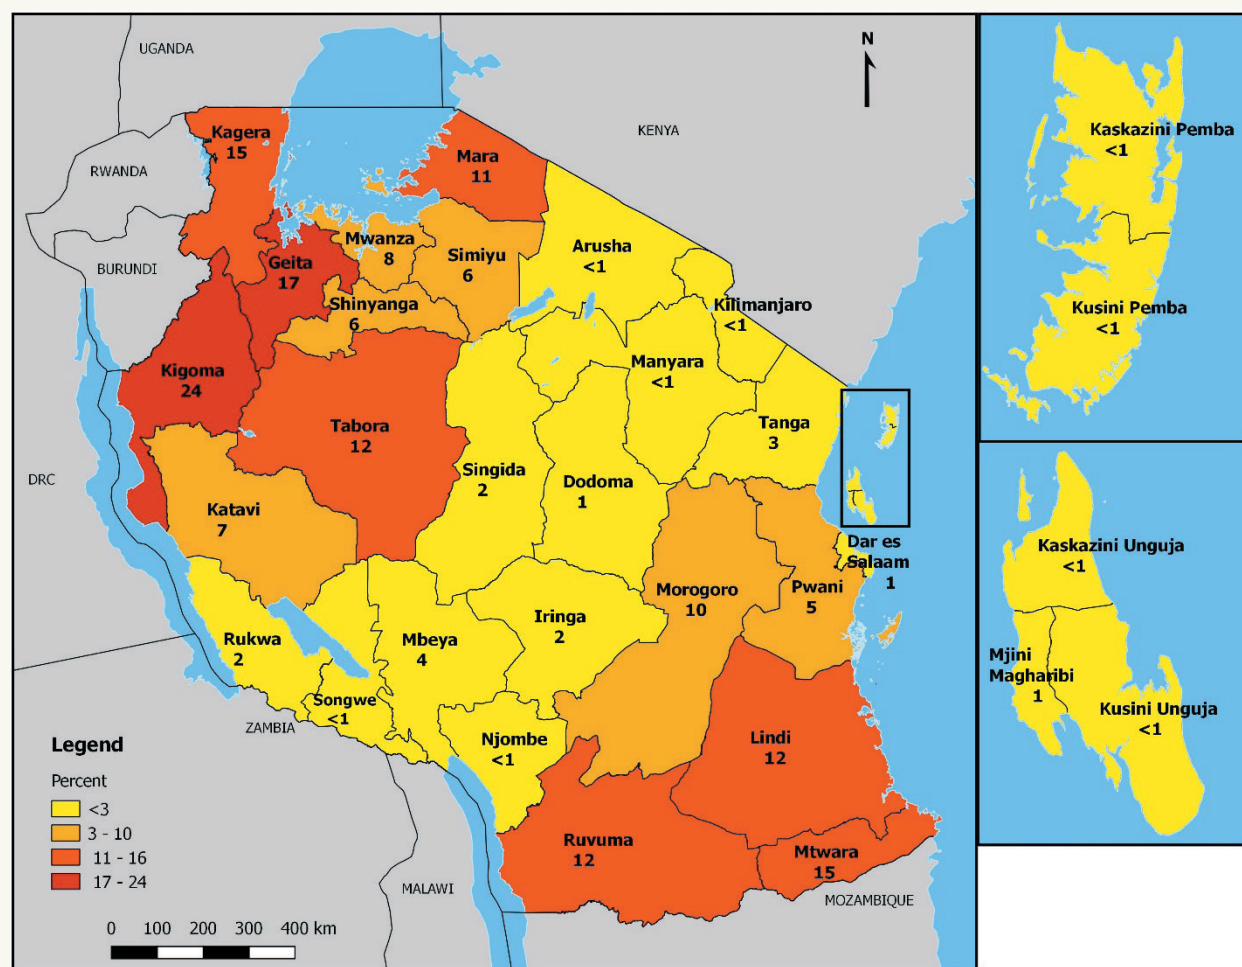 UGANDA
N
KENYA
Kagera
15
Mara
11
RWANDA
Mwanza
8
Simiyu
6
Arusha
<1
BURUNDI
Geita
17
Shinyanga
6
Kilimanjaro
<1
Kigoma
24
Manyara
<1
Tabora
12
Tanga
3
DRC
Singida
2
Dodoma
1
Katavi
7
Dar es
Salaam
1
Morogoro
10
Pwani
5
Iringa
2
Rukwa
2
Mbeya
4
Songwe
<1
ZAMBIA
Njombe
<1
Lindi
12
Ruvuma
12
Mtwara
15
MALAWI
MOZAMBIQUE
Legend
Percent
<3
3 - 10
11 - 16
17 - 24
0 100 200 300 400 km
Kaskazini Pemba
<1
Kusini Pemba
<1
Kaskazini Unguja
<1
Mjini
Magharibi
1
Kusini Unguja
<1